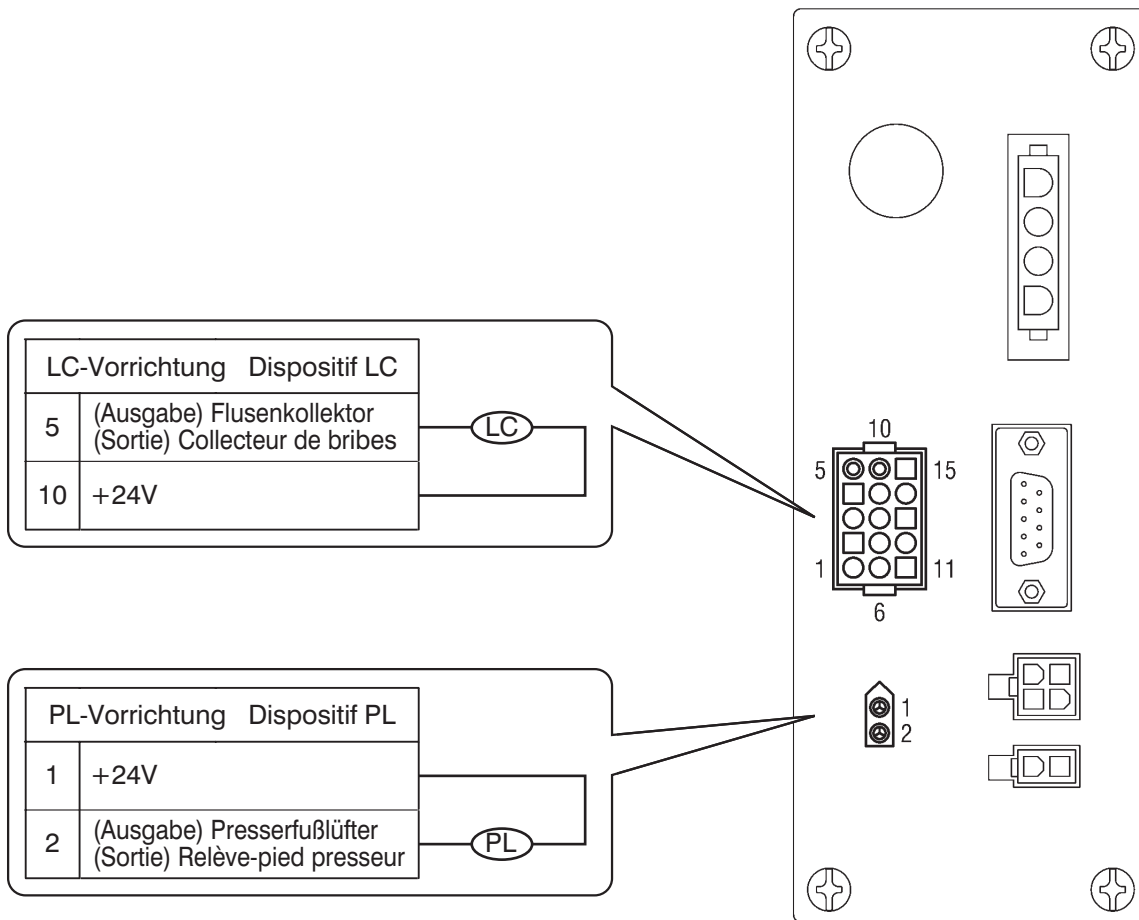 LC-Vorrichtung Dispositif LC
5 (Ausgabe) Flusenkollektor
(Sortie) Collecteur de bribes
LC
10 +24V
10
5 15
1 11
6
PL-Vorrichtung Dispositif PL
1 +24V
2 (Ausgabe) Presserfußlüfter
(Sortie) Relève-pied presseur
PL
1
2